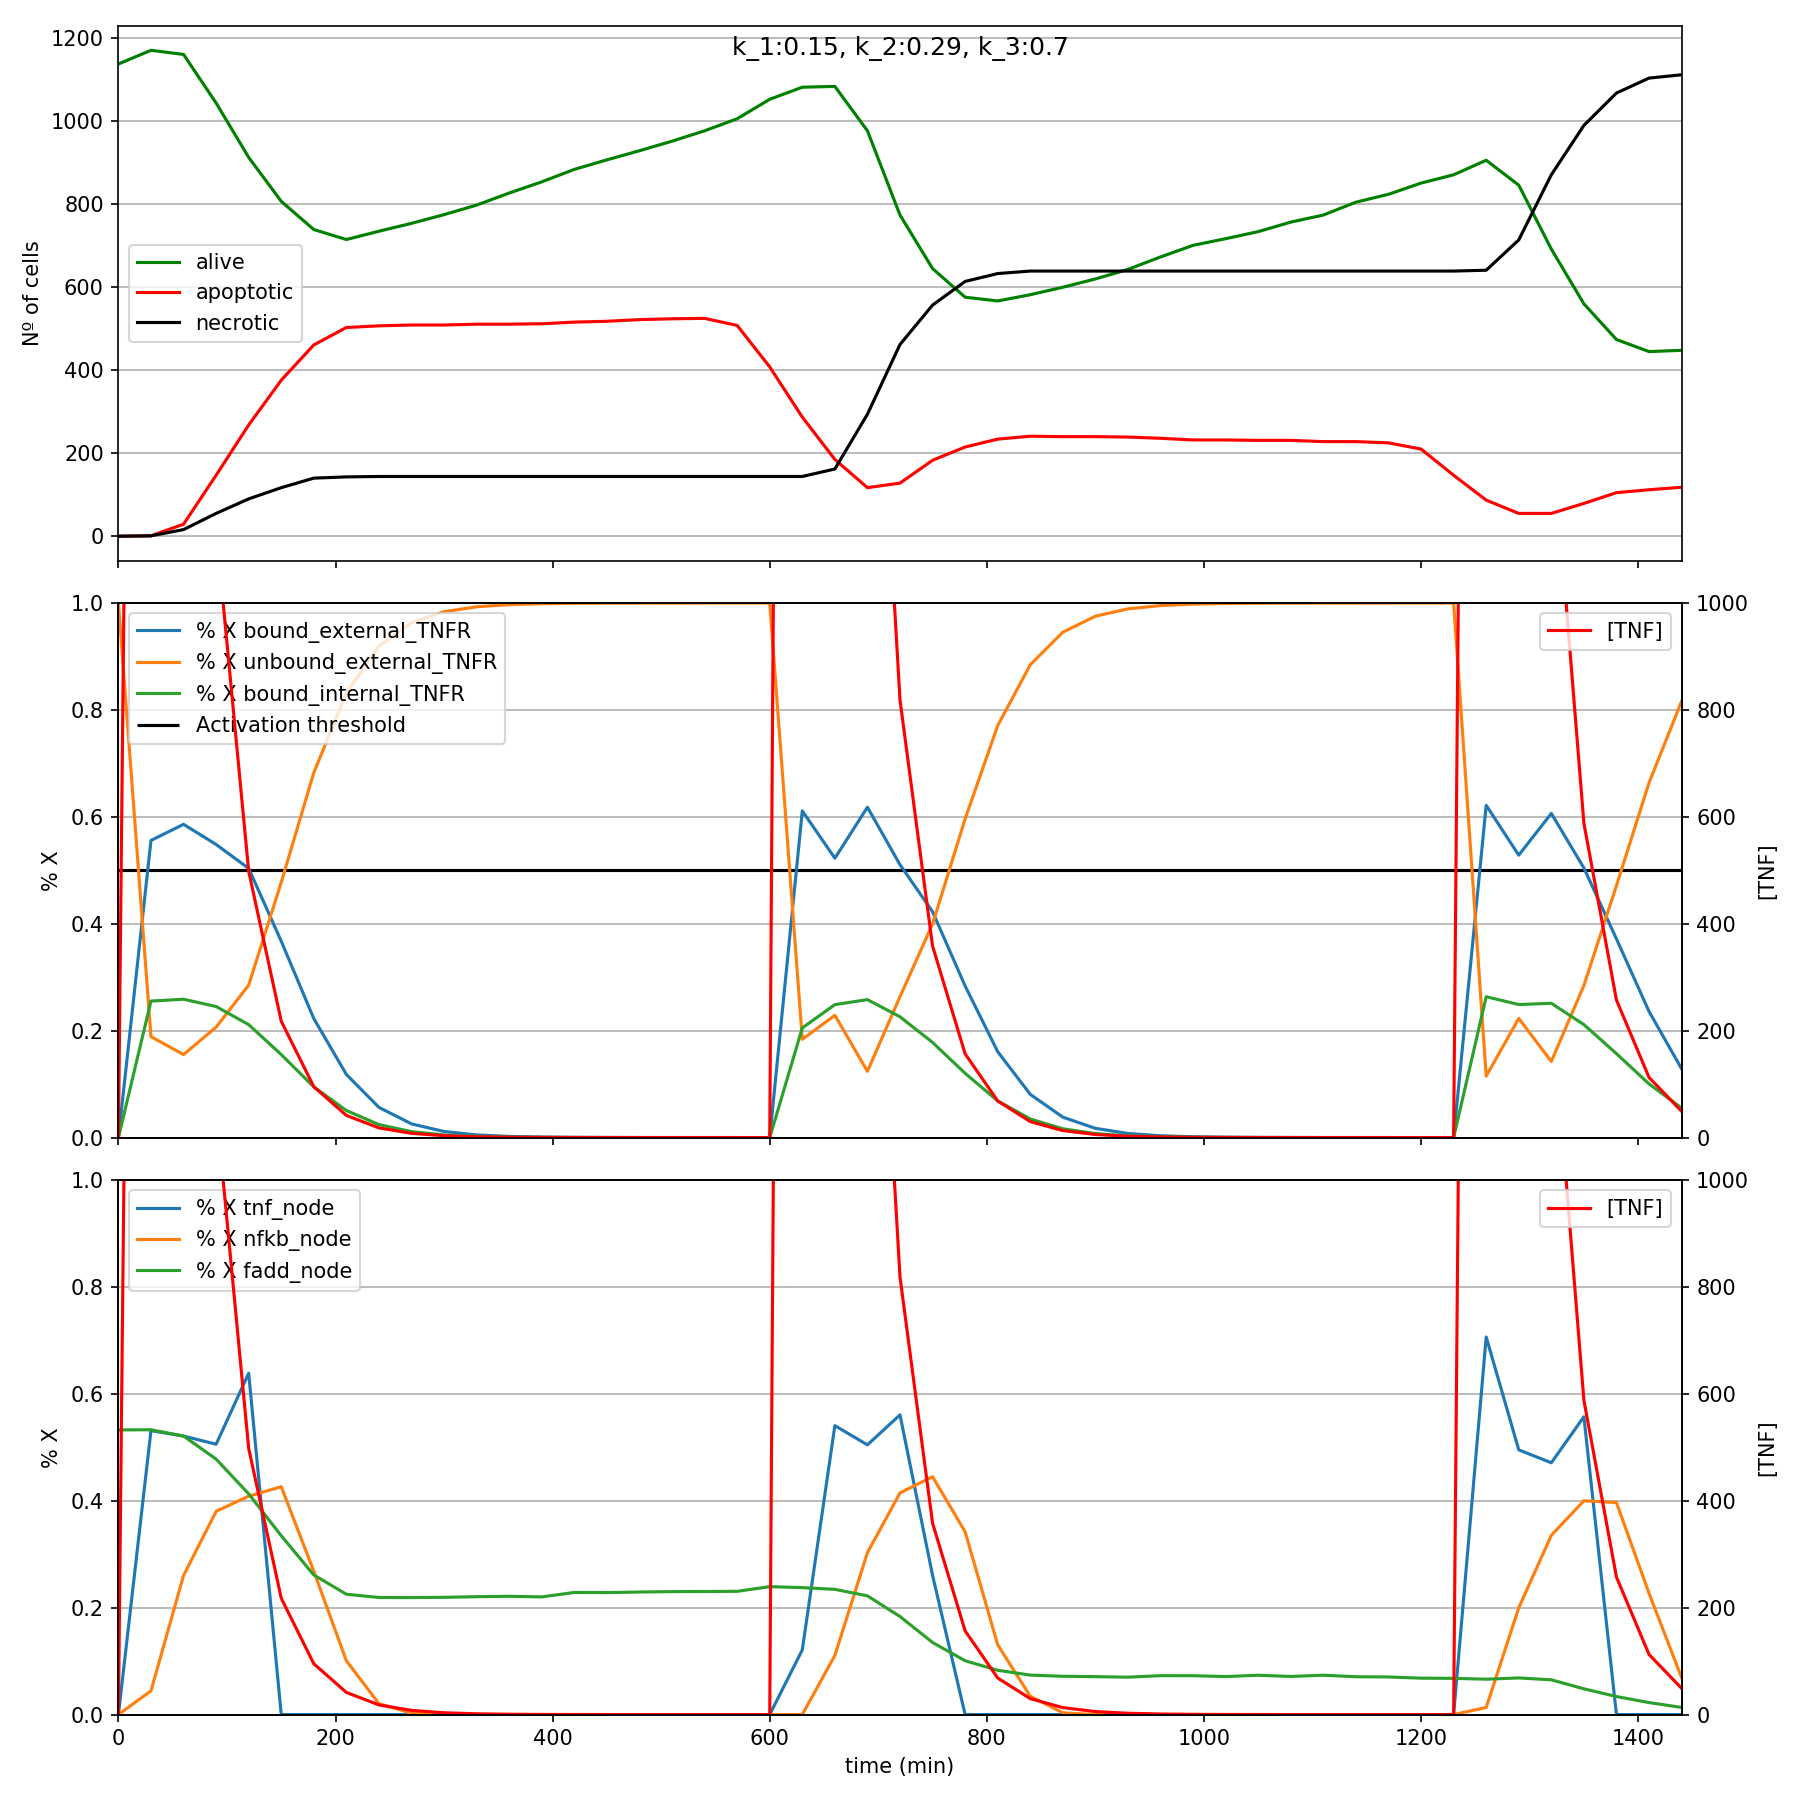 k_1:0.15, k_2:0.29, k_3:0.7
1200
1000
800
600
400
200
0
Nº of cells
alive
apoptotic
necrotic
1.0
0.8
0.6
0.4
0.2
0.0
% X
% X bound_external_TNFR
% X unbound_external_TNFR
% X bound_internal_TNFR
Activation threshold
[TNF]
1000
800
600
400
200
0
[TNF]
1.0
0.8
0.6
0.4
0.2
0.0
% X
% X tnf_node
% X nfkb_node
% X fadd_node
[TNF]
1000
800
600
400
200
0
[TNF]
0 200 400 600 800 1000 1200 1400
time (min)